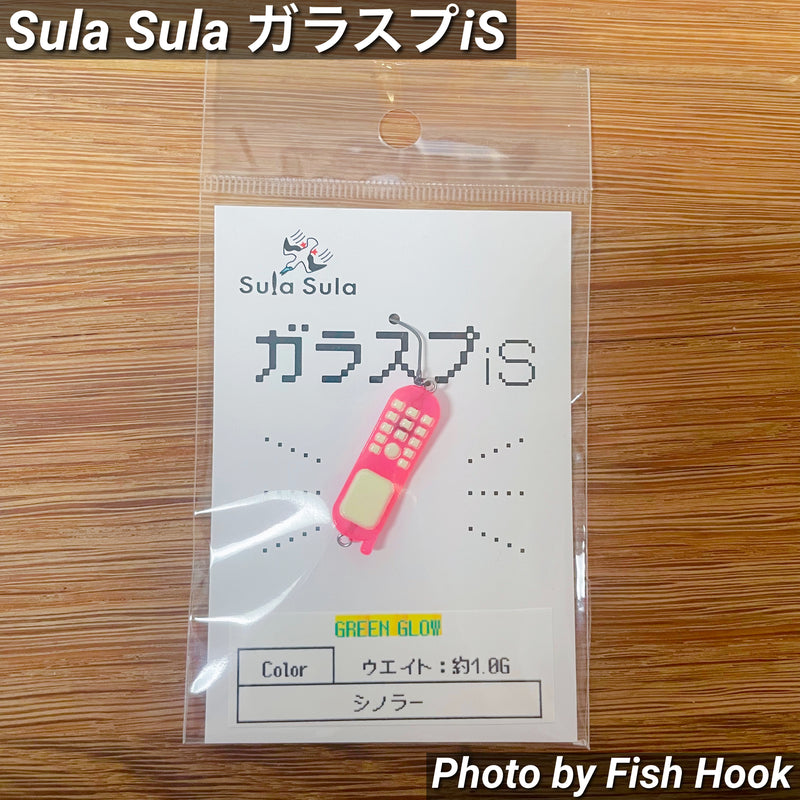 Sula Sula ガラスプiS
Sula Sula
ガラスプiS
GREEN GLOW
Color
ウエイト：約1.0G
シノラー
Photo by Fish Hook